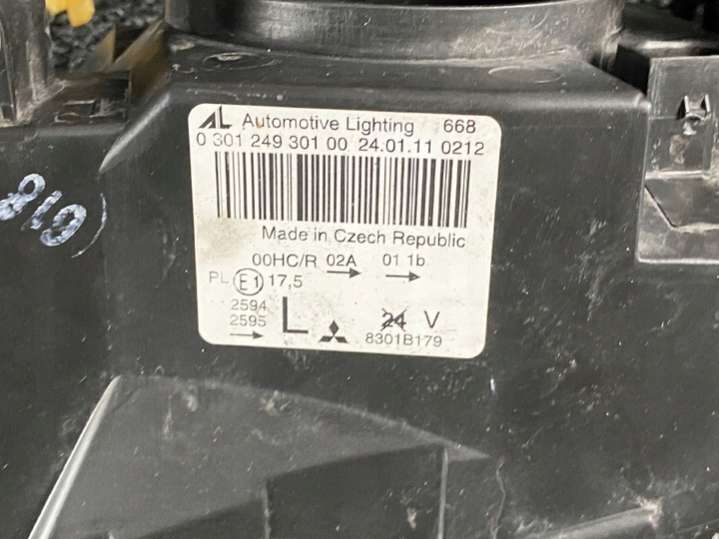 AL Automotive Lighting 668
0 301 249 301 00 24.01.11 0212
Made in Czech Republic
00HC/R 02A 01 1b
PL E1 17,5
2594
2595
L
24 V
8301B179